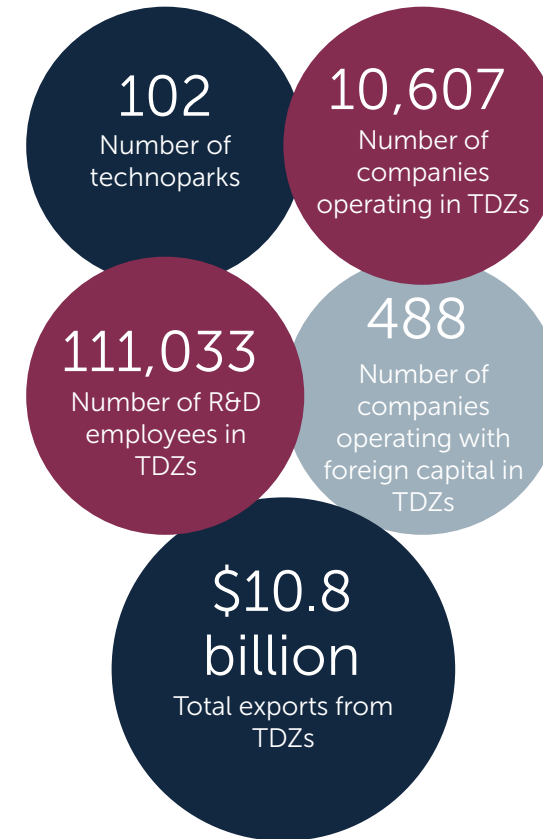 102
Number of
technoparks
10,607
Number of
companies
operating in TDZs
111,033
Number of R&D
employees in
TDZs
488
Number of
companies
operating with
foreign capital in
TDZs
$10.8
billion
Total exports from
TDZs